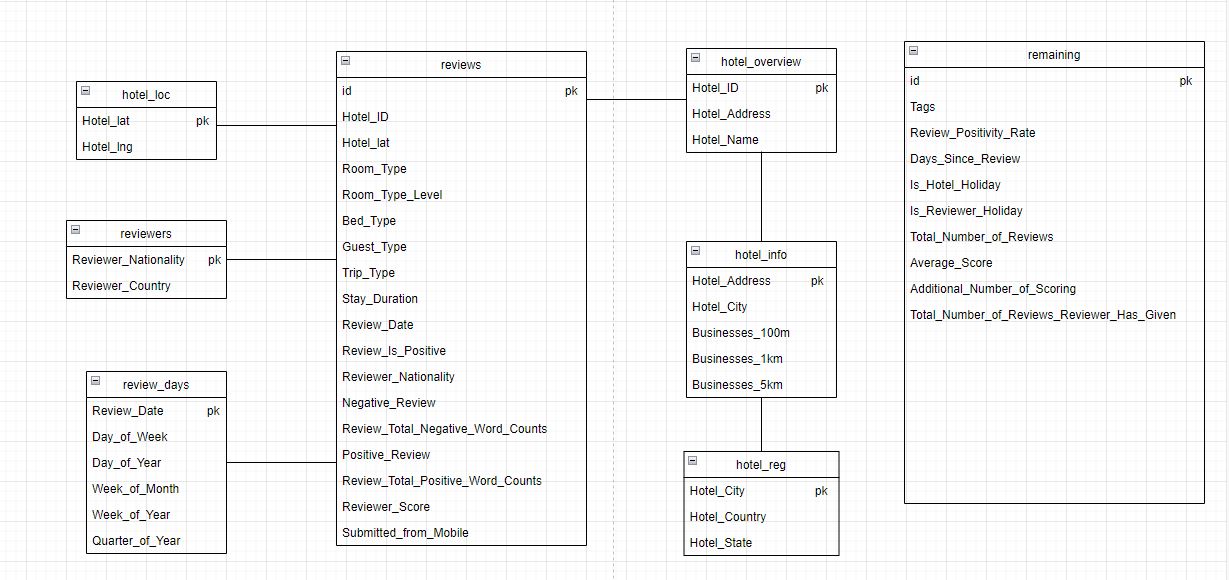 hotel_loc
Hotel_lat pk
Hotel_lng
reviewers
Reviewer_Nationality pk
Reviewer_Country
review_days
Review_Date pk
Day_of_Week
Day_of_Year
Week_of_Month
Week_of_Year
Quarter_of_Year
reviews
id pk
Hotel_ID
Hotel_lat
Room_Type
Room_Type_Level
Bed_Type
Guest_Type
Trip_Type
Stay_Duration
Review_Date
Review_Is_Positive
Reviewer_Nationality
Negative_Review
Review_Total_Negative_Word_Counts
Positive_Review
Review_Total_Positive_Word_Counts
Reviewer_Score
Submitted_from_Mobile
hotel_overview
Hotel_ID pk
Hotel_Address
Hotel_Name
hotel_info
Hotel_Address pk
Hotel_City
Businesses_100m
Businesses_1km
Businesses_5km
hotel_reg
Hotel_City pk
Hotel_Country
Hotel_State
remaining
id pk
Tags
Review_Positivity_Rate
Days_Since_Review
Is_Hotel_Holiday
Is_Reviewer_Holiday
Total_Number_of_Reviews
Average_Score
Additional_Number_of_Scoring
Total_Number_of_Reviews_Reviewer_Has_Given